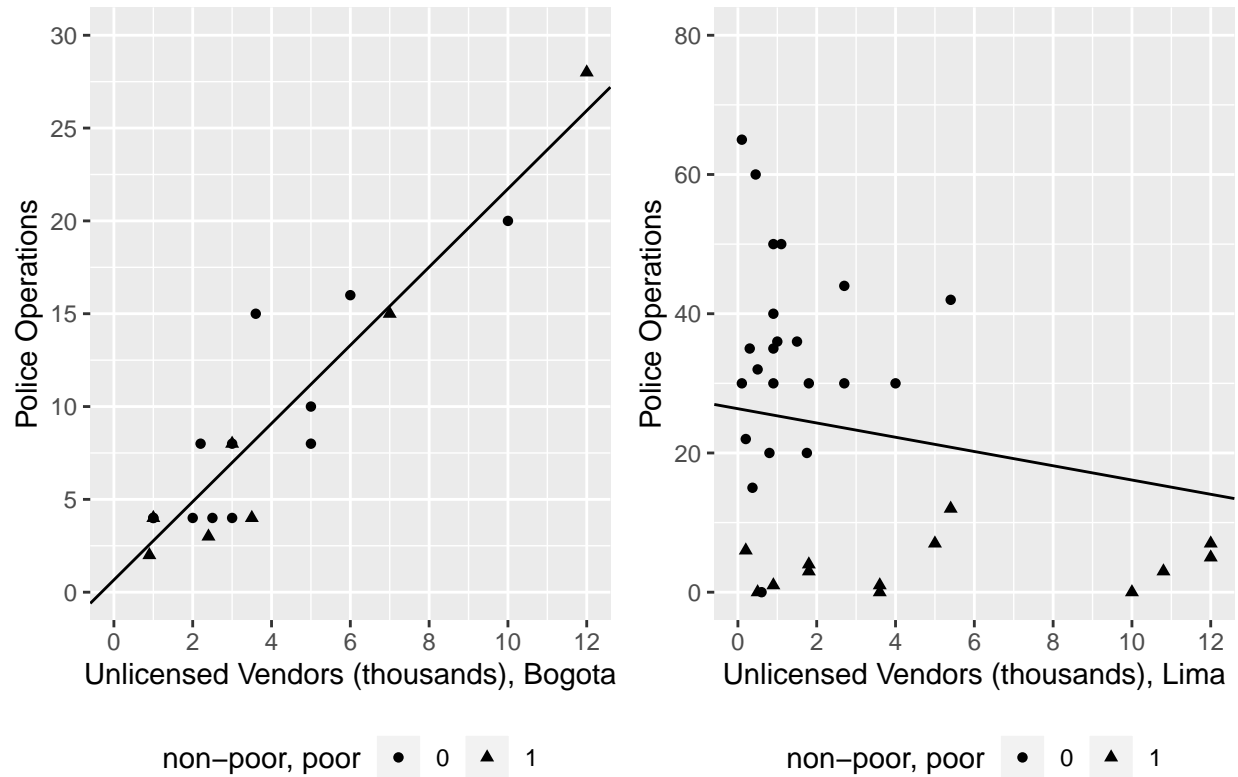 30
25
20
15
10
5
0
Police Operations
0 2 4 6 8 10 12
Unlicensed Vendors (thousands), Bogota
non−poor, poor 0 1
80
60
40
20
0
Police Operations
0 2 4 6 8 10 12
Unlicensed Vendors (thousands), Lima
non−poor, poor 0 1